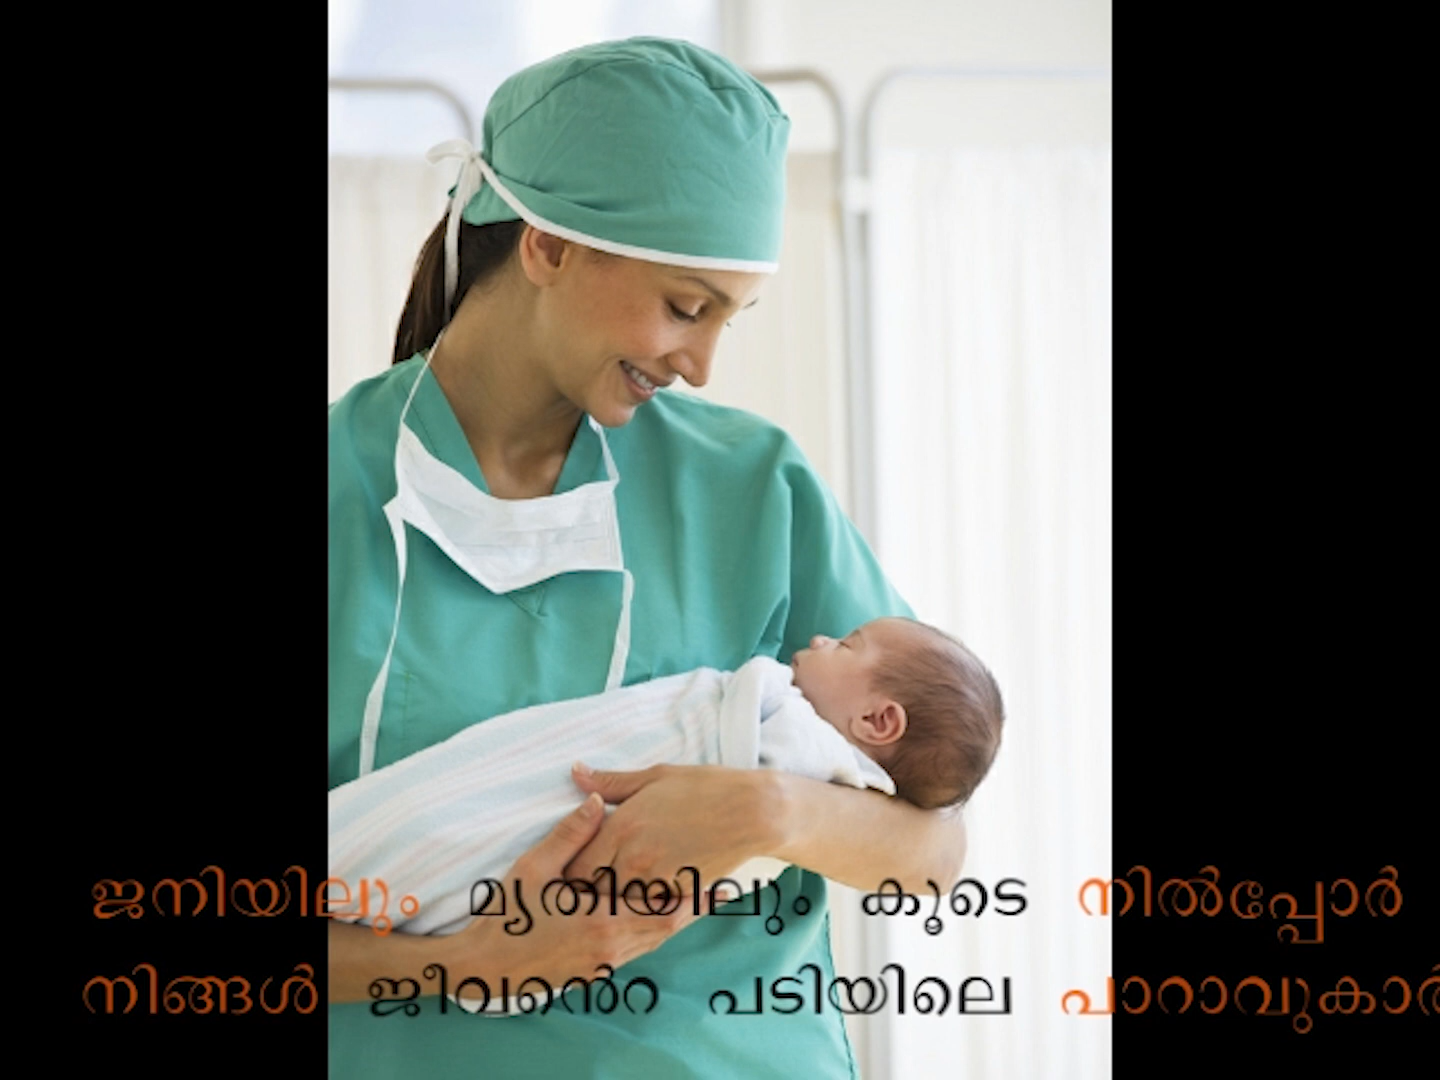 ജനിയിലും മൃതിയിലും കൂടെ നിൽപ്പോർ
നിങ്ങൾ ജീവൻെറ പടിയിലെ പാറാവുകാർ